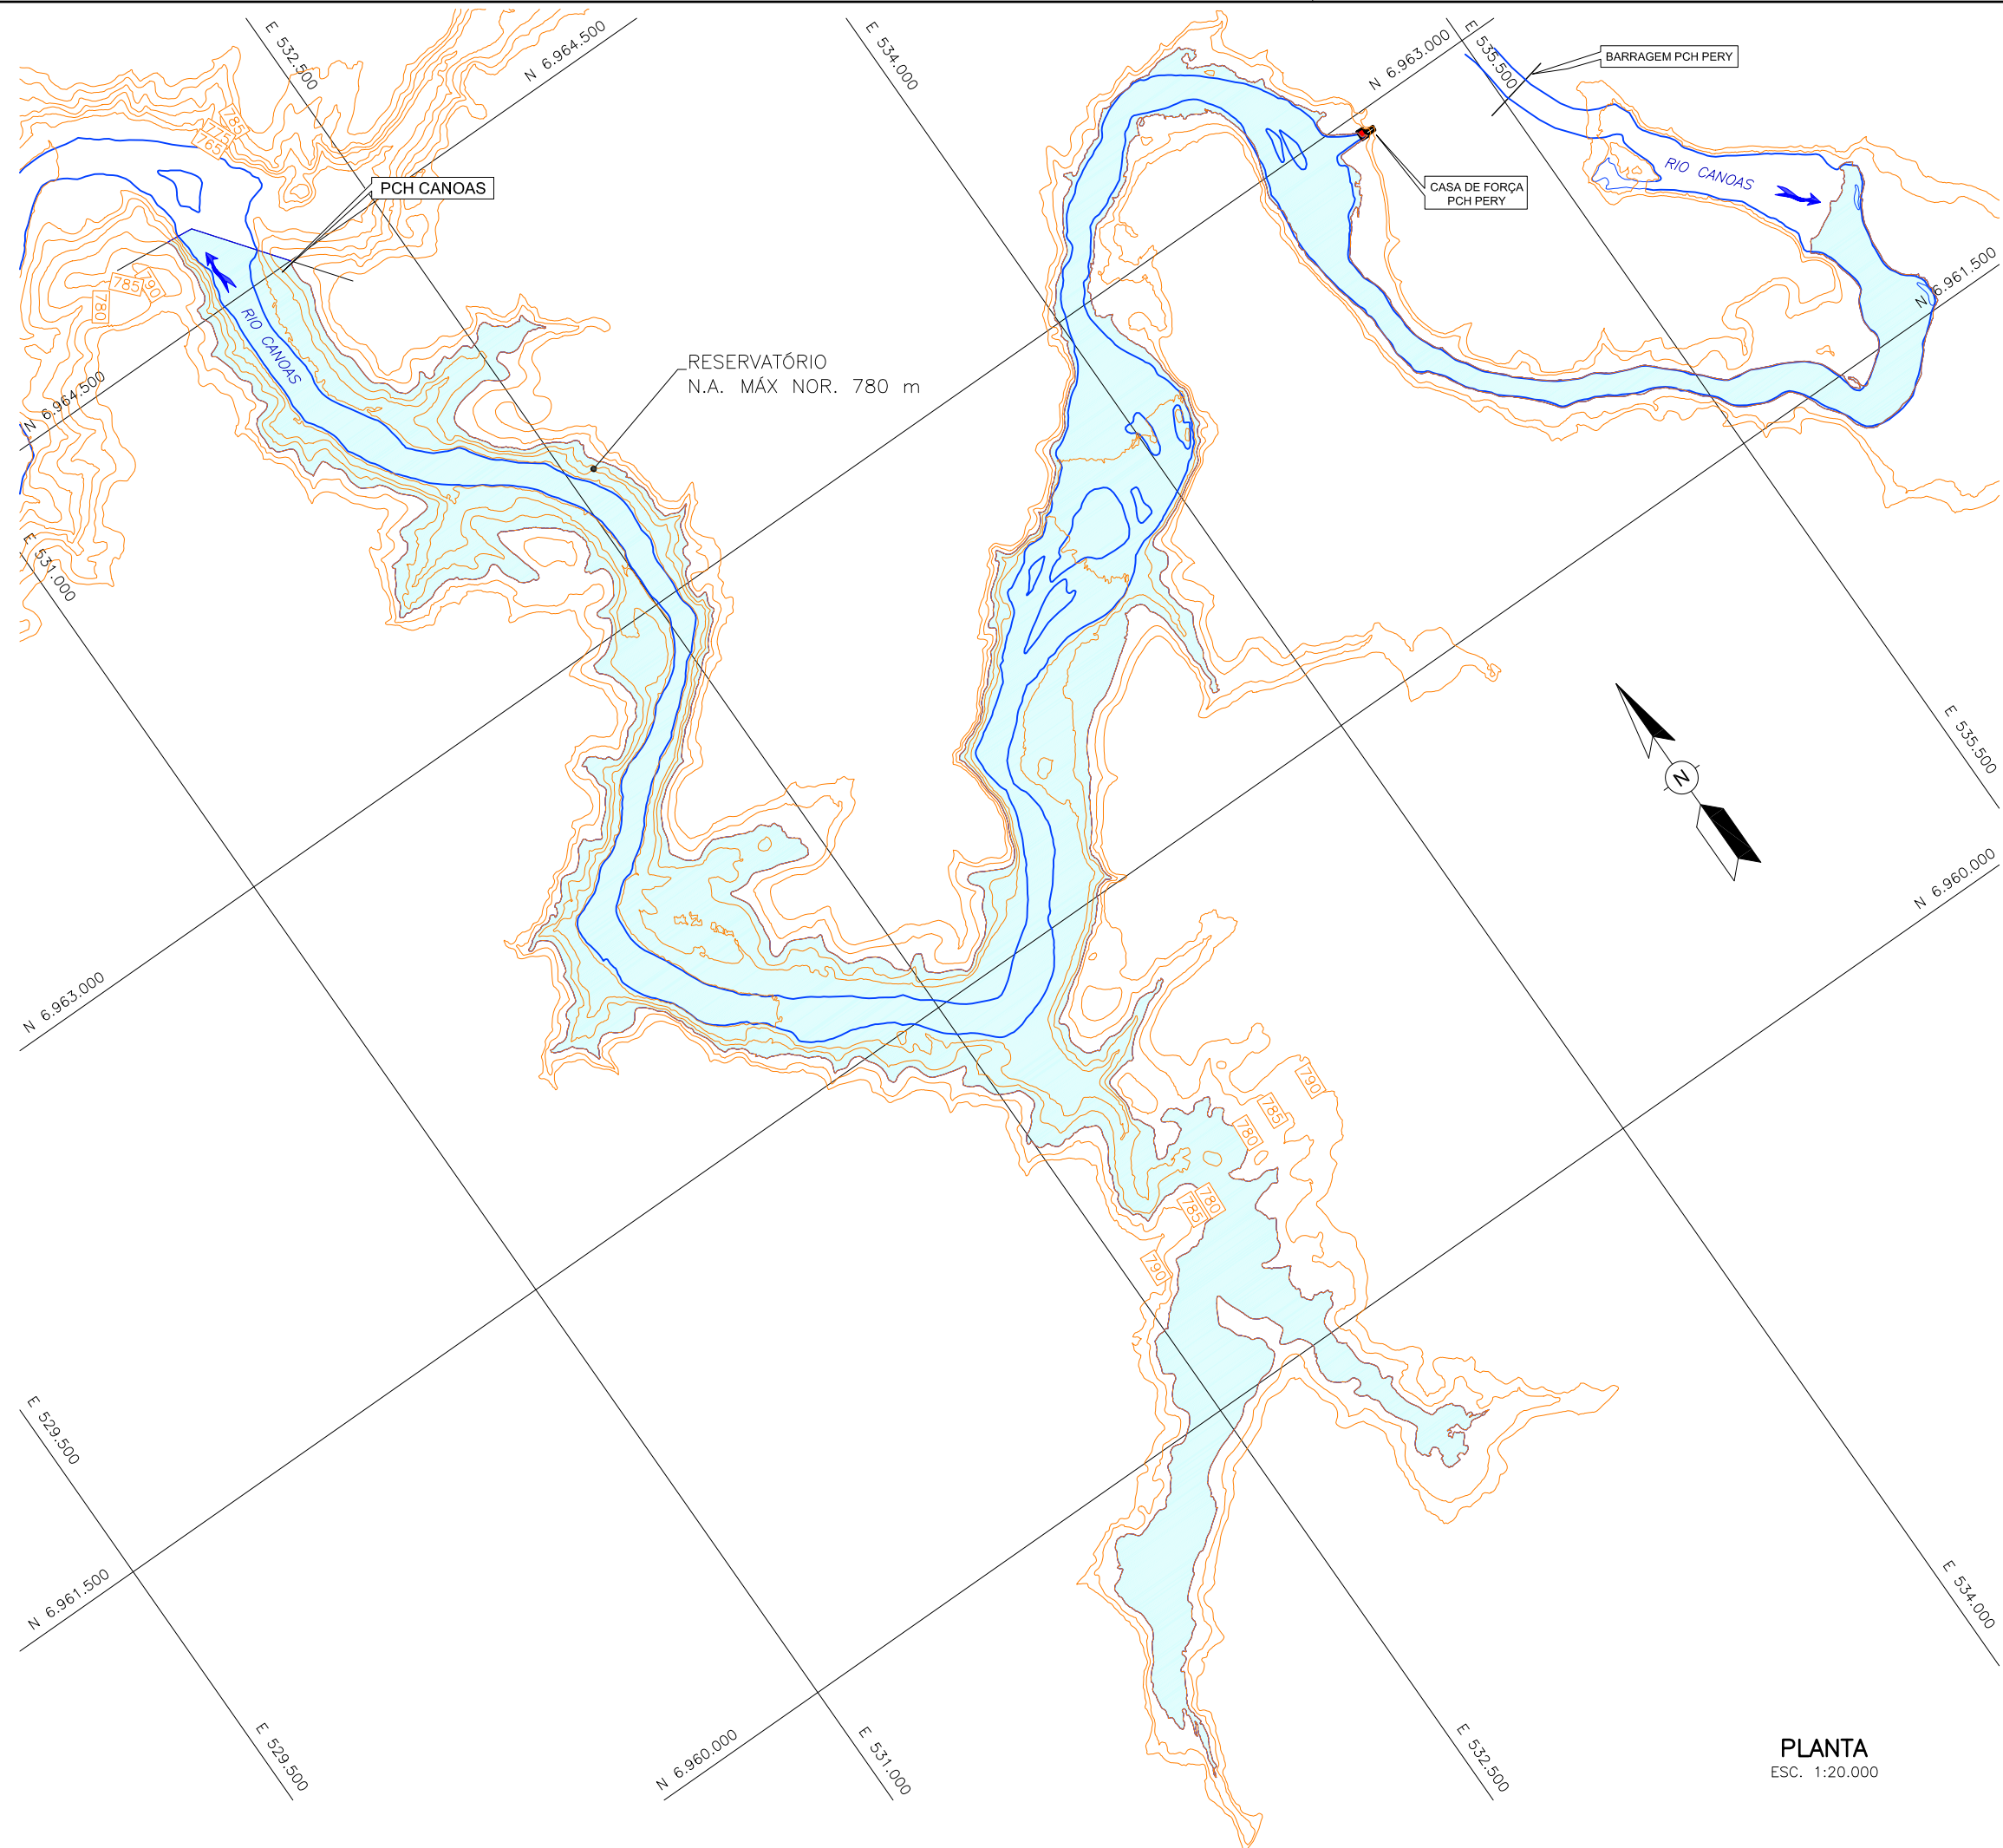 E 532.500
N 6.964.500
E 534.000
N 6.963.000
E 535.500
BARRAGEM PCH PERY
785
775
765
PCH CANOAS
CASA DE FORÇA
PCH PERY
RIO CANOAS
780
785
790
RIO CANOAS
N 6.961.500
RESERVATÓRIO
N.A. MÁX NOR. 780 m
N 6.964.500
E 531.000
E 535.500
N
N 6.960.000
N 6.963.000
790
785
780
780
785
790
E 529.500
N 6.961.500
E 534.000
E 529.500
N 6.960.000
E 531.000
E 532.500
PLANTA
ESC. 1:20.000